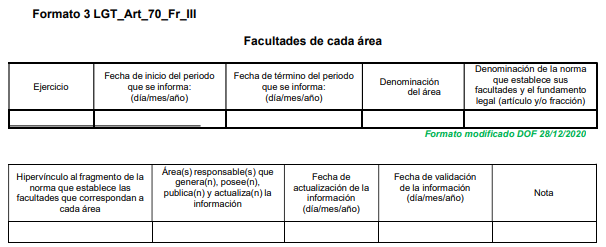 Formato 3 LGT_Art_70_Fr_III
Facultades de cada área
Ejercicio
Fecha de inicio del periodo
que se informa:
(día/mes/año)
Fecha de término del periodo
que se informa:
(día/mes/año)
Denominación
del área
Denominación de la norma
que establece sus
facultades y el fundamento
legal (artículo y/o fracción)
Formato modificado DOF 28/12/2020
Hipervínculo al fragmento de la
norma que establece las
facultades que correspondan a
cada área
Área(s) responsable(s) que
genera(n), posee(n),
publica(n) y actualiza(n) la
información
Fecha de
actualización de la
información
(día/mes/año)
Fecha de validación
de la información
(día/mes/año)
Nota